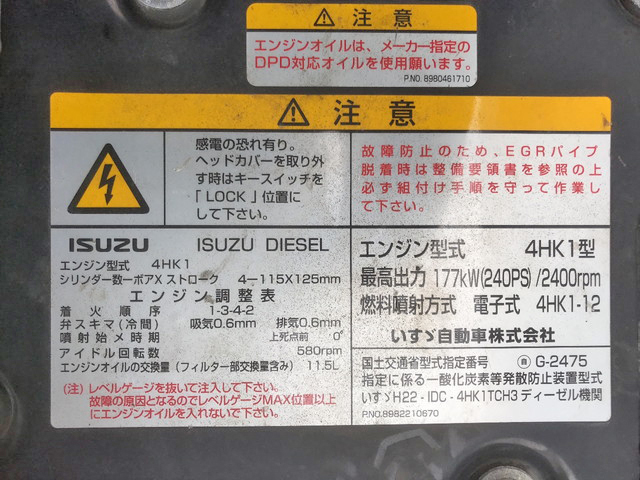 注意
エンジンオイルは、メーカー指定の
DPD対応オイルを使用願います。
P.NO. 8980461710
注意
感電の恐れ有り。
ヘッドカバーを取り外
す時はキースイッチを
「LOCK」位置に
して下さい。
故障防止のため、EGRパイプ
脱着時は整備要領書を参照の上
必ず組付け手順を守って作業し
て下さい。
ISUZU ISUZU DIESEL
エンジン型式 4HK1
シリンダー数-ボアXストローク 4-115X125mm
エンジン調整表
着火順序 1-3-4-2
弁スキマ(冷間) 吸気0.6mm 排気0.6mm
噴射始メ時期 上死点前 0°
アイドル回転数 580rpm
エンジンオイルの交換量(フィルター部交換量含み) 11.5L
(注)レベルゲージを抜いて注入して下さい。
故障の原因となるのでレベルゲージMAX位置以上
にエンジンオイルを入れないで下さい。
エンジン型式 4HK1型
最高出力 177kW(240PS)/2400rpm
燃料噴射方式 電子式 4HK1-12
いすゞ自動車株式会社
国土交通省型式指定番号 G-2475
指定に係る一酸化炭素等発散防止装置型式
いすゞH22-IDC-4HK1TCH3ディーゼル機関
P.NO.8982210670